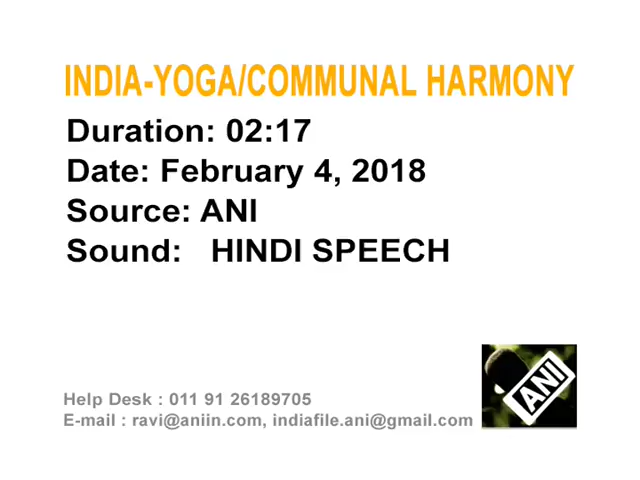 INDIA-YOGA/COMMUNAL HARMONY
Duration: 02:17
Date: February 4, 2018
Source: ANI
Sound: HINDI SPEECH
Help Desk : 011 91 26189705
E-mail : ravi@aniin.com, indiafile.ani@gmail.com
ANI